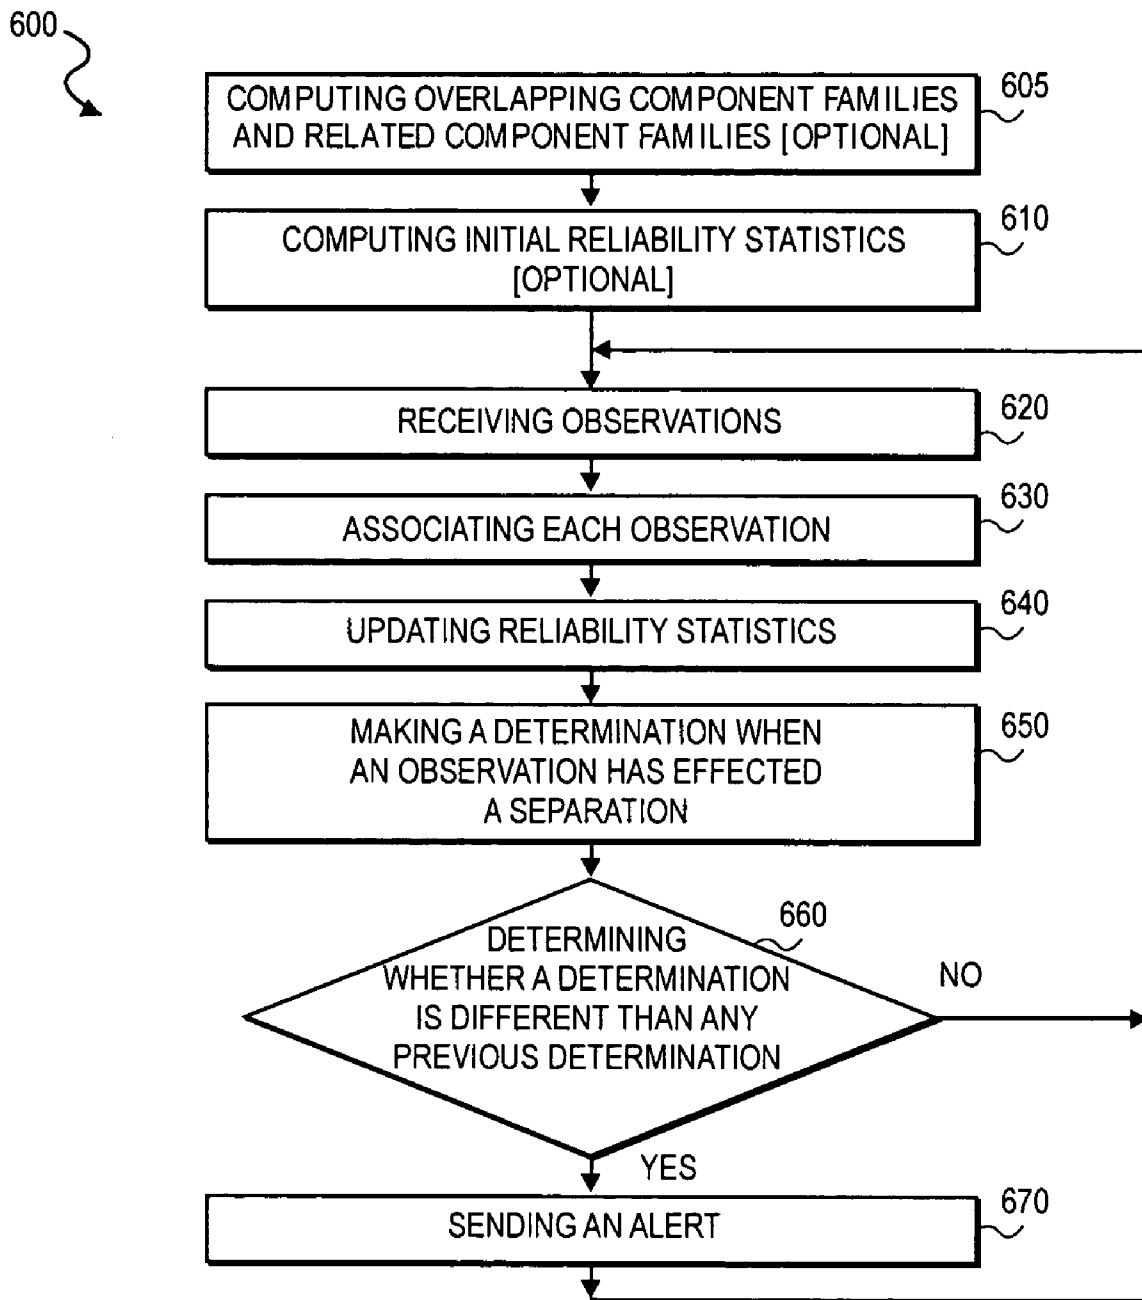 600
COMPUTING OVERLAPPING COMPONENT FAMILIES
AND RELATED COMPONENT FAMILIES [OPTIONAL]
605
COMPUTING INITIAL RELIABILITY STATISTICS
[OPTIONAL]
610
RECEIVING OBSERVATIONS
620
ASSOCIATING EACH OBSERVATION
630
UPDATING RELIABILITY STATISTICS
640
MAKING A DETERMINATION WHEN
AN OBSERVATION HAS EFFECTED
A SEPARATION
650
DETERMINING
WHETHER A DETERMINATION
IS DIFFERENT THAN ANY
PREVIOUS DETERMINATION
660
NO
YES
SENDING AN ALERT
670